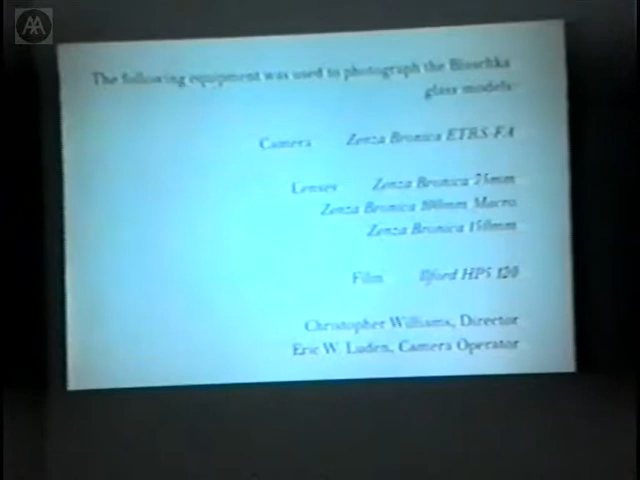 AA
The following equipment was used to photograph the Blaschka
glass models:
Camera Zenza Bronica ETRS-FA
Lenses Zenza Bronica 75mm
Zenza Bronica 100mm Macro
Zenza Bronica 150mm
Film Ilford HP5 120
Christopher Williams, Director
Eric W. Luden, Camera Operator